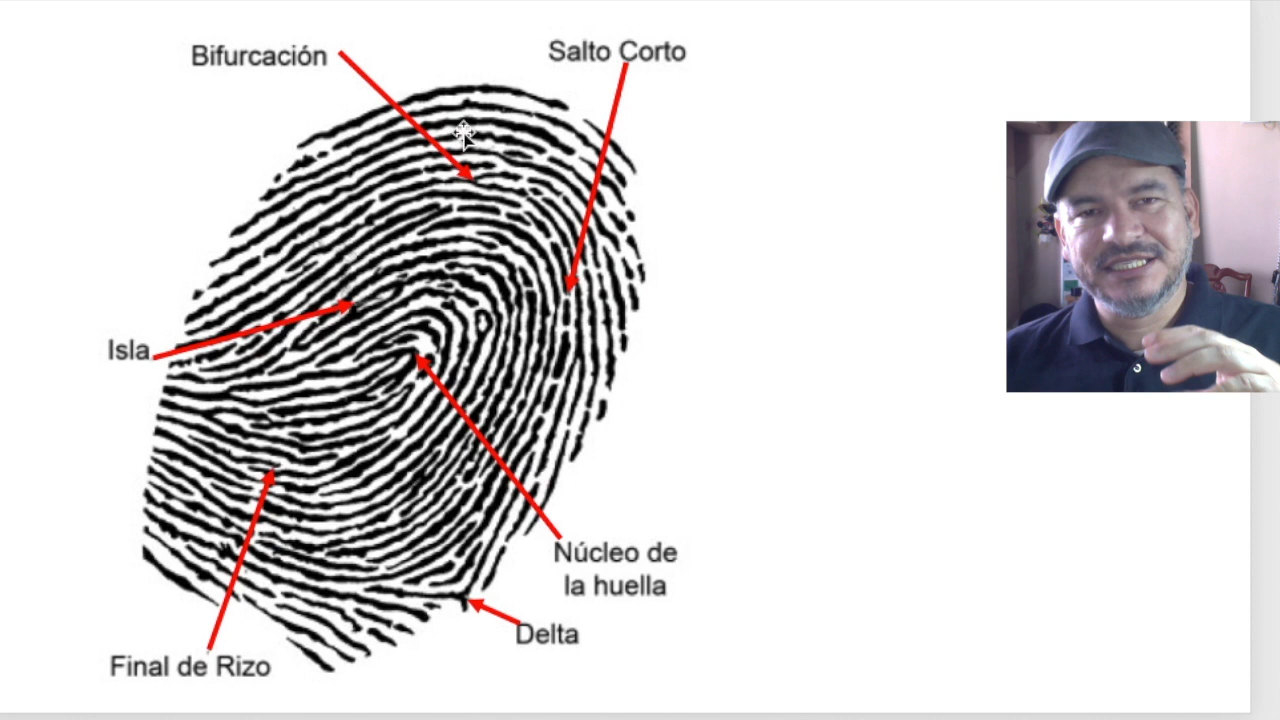 Bifurcación
Salto Corto
Isla
Núcleo de
la huella
Delta
Final de Rizo